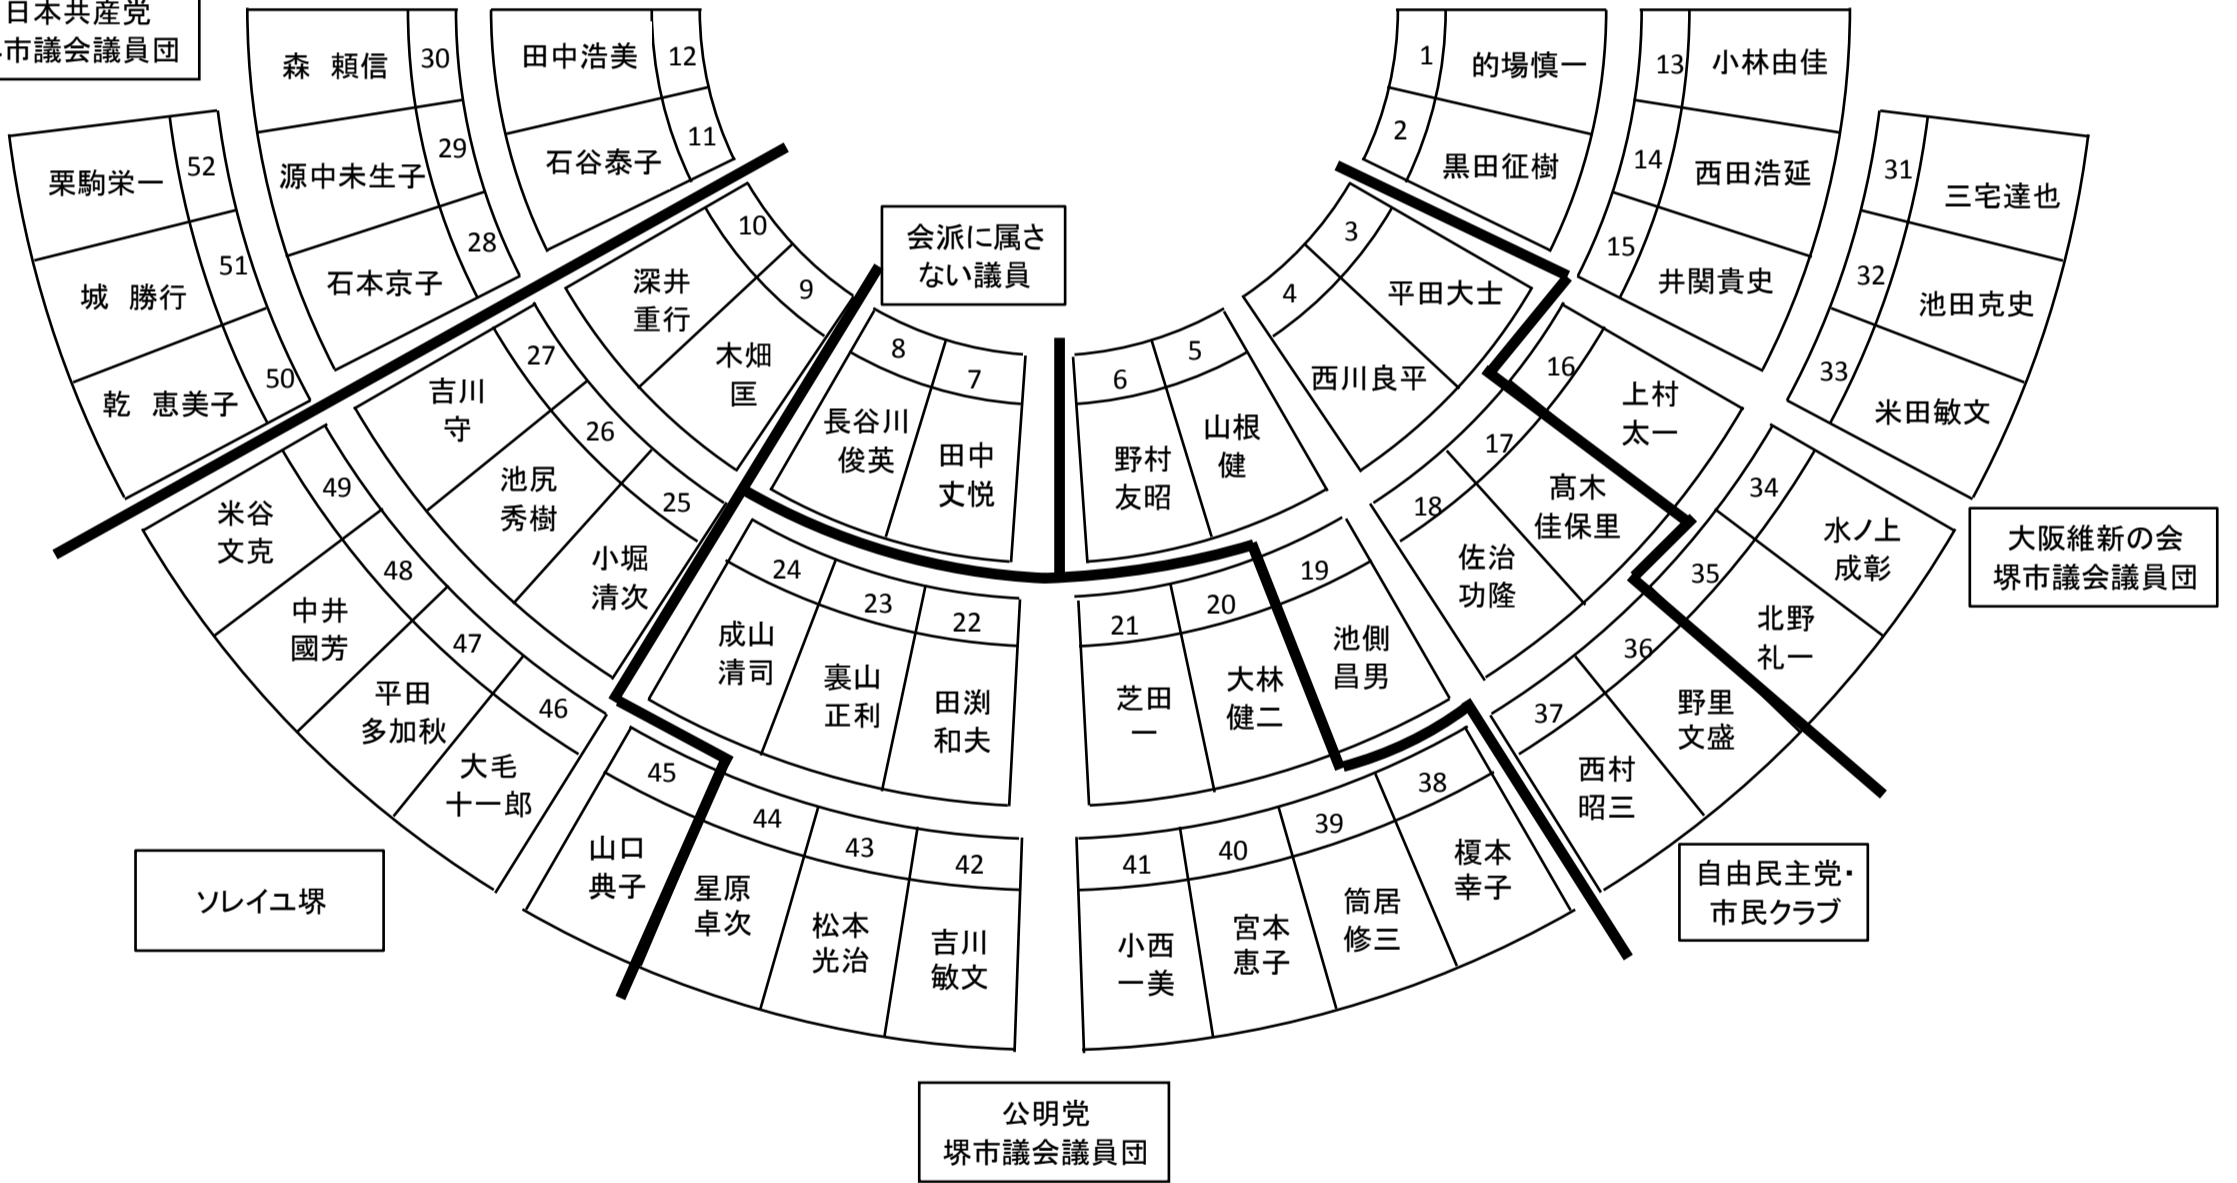 日本共産党
市議会議員団
森 頼信
30
田中浩美
12
1
的場慎一
13
小林由佳
源中未生子
29
石谷泰子
11
2
黒田征樹
14
西田浩延
栗駒栄一
52
石本京子
28
15
井関貴史
31
三宅達也
城 勝行
51
32
池田克史
乾 恵美子
50
33
米田敏文
深井
重行
10
木畑
匡
9
会派に属さ
ない議員
3
平田大士
4
西川良平
吉川
守
27
池尻
秀樹
26
小堀
清次
25
8
長谷川
俊英
7
田中
丈悦
6
野村
友昭
5
山根
健
16
上村
太一
17
髙木
佳保里
18
佐治
功隆
米谷
文克
49
中井
國芳
48
平田
多加秋
47
大毛
十一郎
46
24
成山
清司
23
裏山
正利
22
田渕
和夫
21
芝田
一
20
大林
健二
19
池側
昌男
34
水ノ上
成彰
35
北野
礼一
36
野里
文盛
37
西村
昭三
大阪維新の会
堺市議会議員団
45
山口
典子
44
星原
卓次
43
松本
光治
42
吉川
敏文
41
小西
一美
40
宮本
恵子
39
筒居
修三
38
榎本
幸子
ソレイユ堺
自由民主党・
市民クラブ
公明党
堺市議会議員団